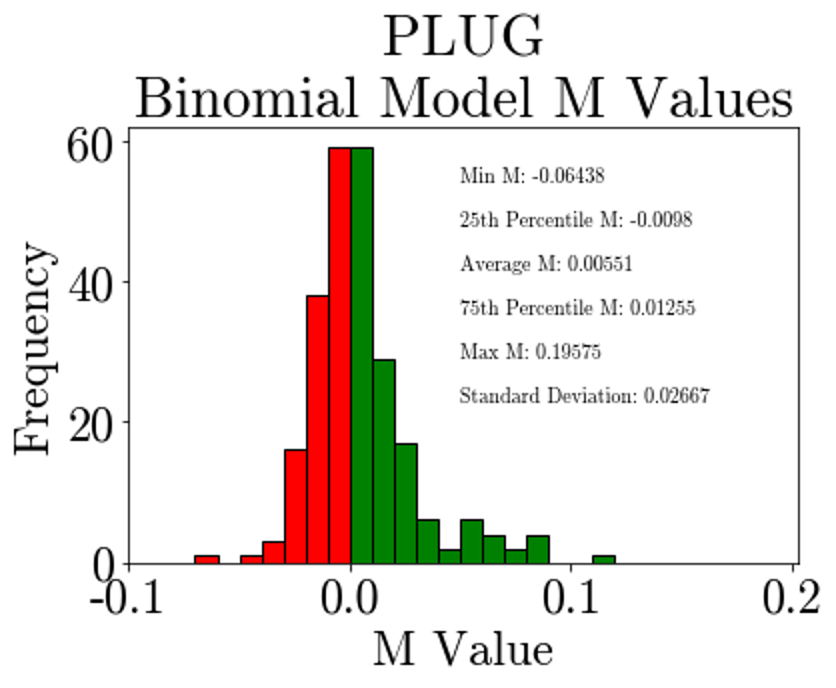 PLUG
Binomial Model M Values
60
40
20
0
Frequency
Min M: -0.06438
25th Percentile M: -0.0098
Average M: 0.00551
75th Percentile M: 0.01255
Max M: 0.19575
Standard Deviation: 0.02667
-0.1 0.0 0.1 0.2
M Value